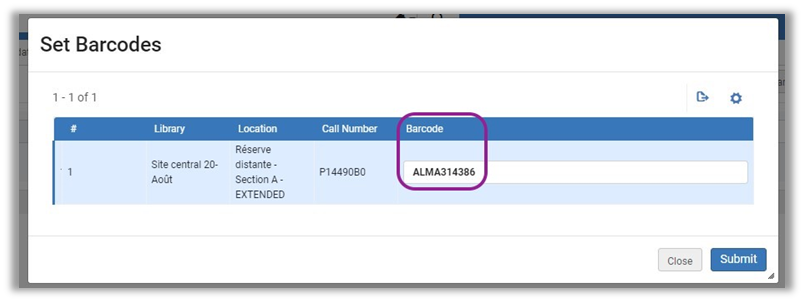 Set Barcodes
1 - 1 of 1
# Library Location Call Number Barcode
1 Site central 20-Août Réserve distante - Section A - EXTENDED P14490B0 ALMA314386
Close Submit